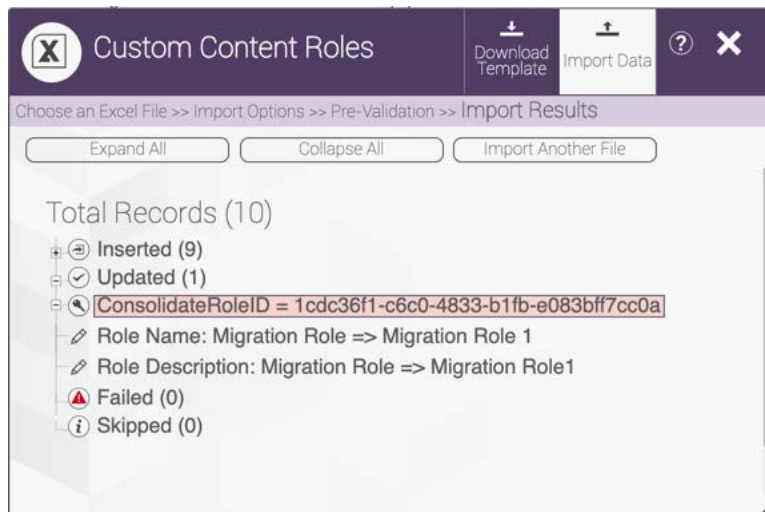 Custom Content Roles
Download
Template
Import Data
?
Choose an Excel File >> Import Options >> Pre-Validation >> Import Results
Expand All
Collapse All
Import Another File
Total Records (10)
Inserted (9)
Updated (1)
ConsolidateRoleID = 1cdc36f1-c6c0-4833-b1fb-e083bff7cc0a
Role Name: Migration Role => Migration Role 1
Role Description: Migration Role => Migration Role1
Failed (0)
Skipped (0)